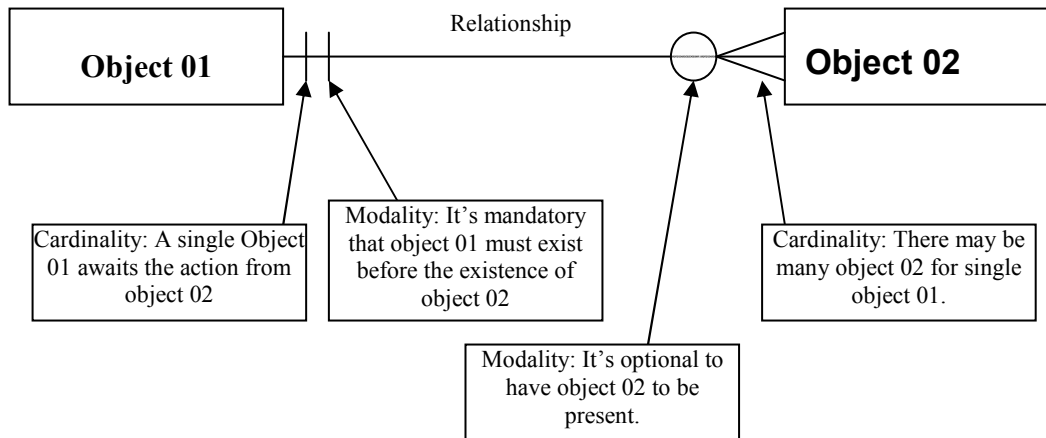 Relationship
Object 01
Object 02
Cardinality: A single Object
01 awaits the action from
object 02
Modality: It's mandatory
that object 01 must exist
before the existence of
object 02
Cardinality: There may be
many object 02 for single
object 01.
Modality: It's optional to
have object 02 to be
present.